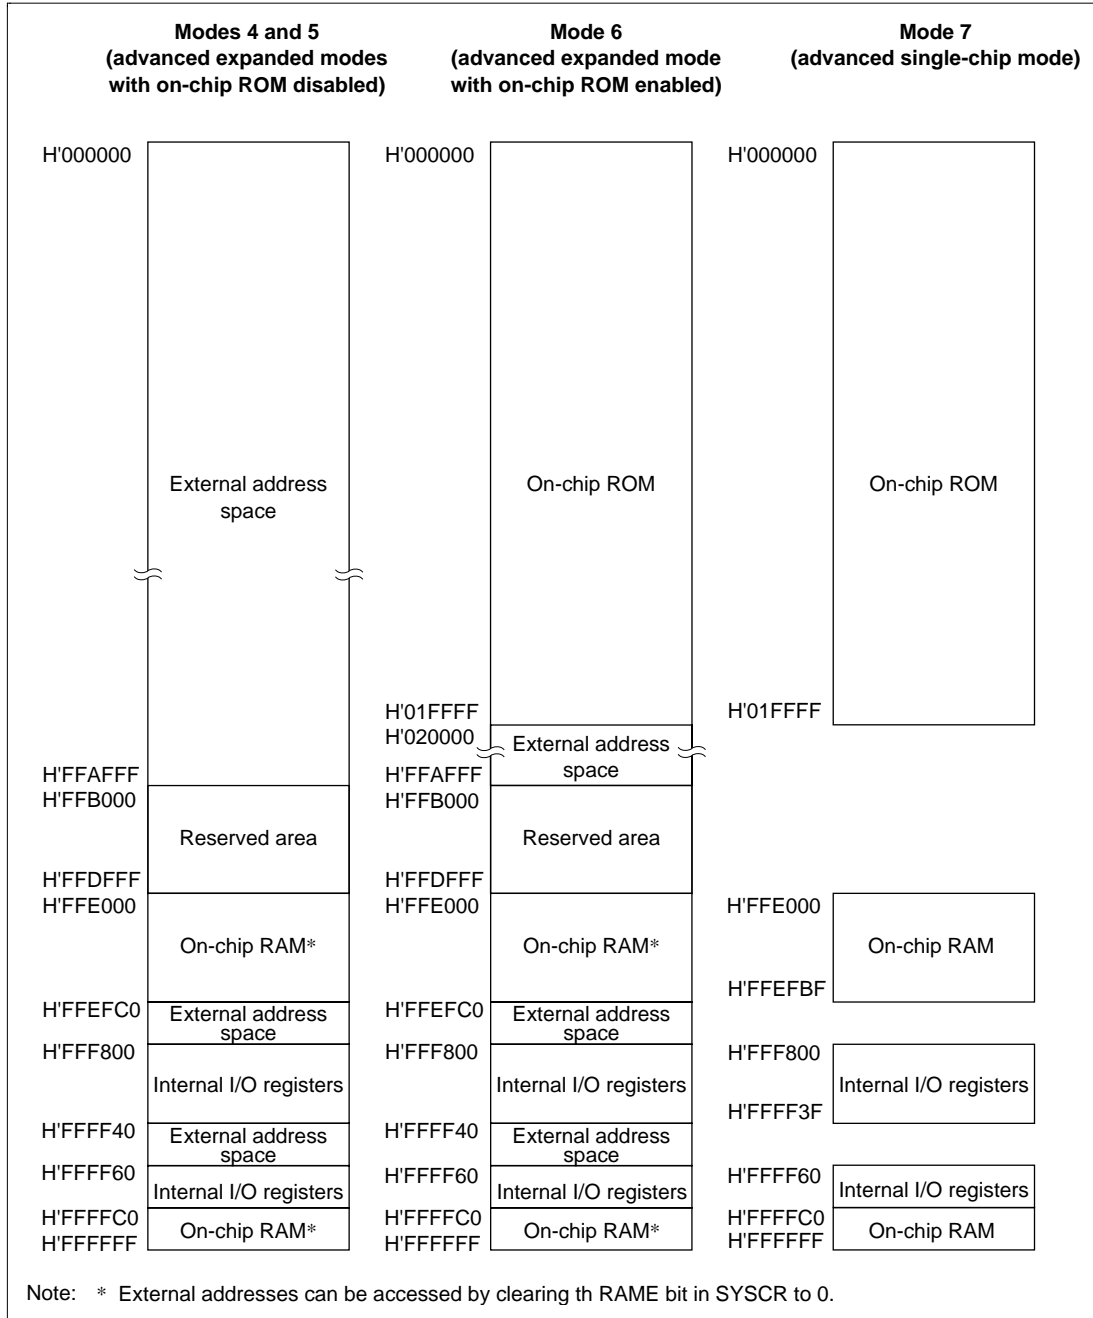 Modes 4 and 5
(advanced expanded modes
with on-chip ROM disabled)
H'000000
External address
space
H'FFAFFF
H'FFB000
Reserved area
H'FFDFFF
H'FFE000
On-chip RAM*
H'FFEFC0
External address
space
H'FFF800
Internal I/O registers
H'FFFF40
External address
space
H'FFFF60
Internal I/O registers
H'FFFFC0
On-chip RAM*
H'FFFFFF
Mode 6
(advanced expanded mode
with on-chip ROM enabled)
H'000000
On-chip ROM
H'01FFFF
H'020000
External address
space
H'FFAFFF
H'FFB000
Reserved area
H'FFDFFF
H'FFE000
On-chip RAM*
H'FFEFC0
External address
space
H'FFF800
Internal I/O registers
H'FFFF40
External address
space
H'FFFF60
Internal I/O registers
H'FFFFC0
On-chip RAM*
H'FFFFFF
Mode 7
(advanced single-chip mode)
H'000000
On-chip ROM
H'01FFFF
H'FFE000
On-chip RAM
H'FFEFBF
H'FFF800
Internal I/O registers
H'FFFF3F
H'FFFF60
Internal I/O registers
H'FFFFC0
On-chip RAM
H'FFFFFF
Note: * External addresses can be accessed by clearing th RAME bit in SYSCR to 0.